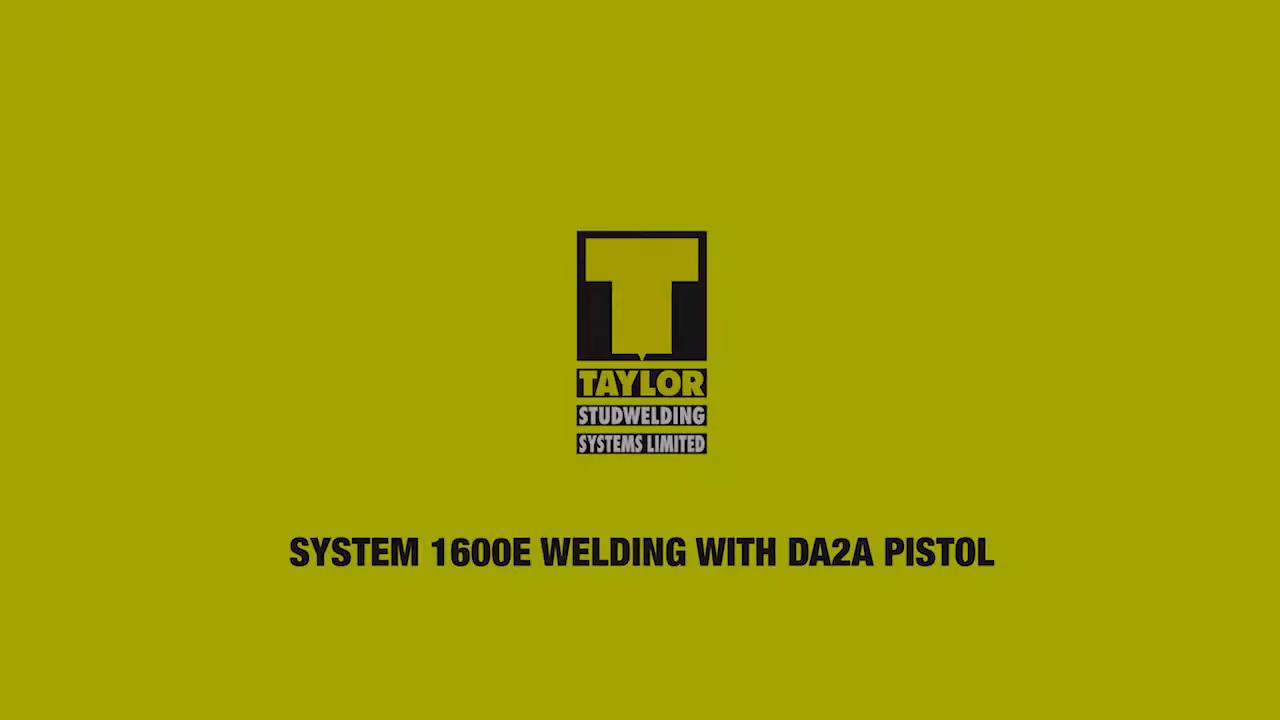 TAYLOR
STUDWELDING
SYSTEMS LIMITED
SYSTEM 1600E WELDING WITH DA2A PISTOL